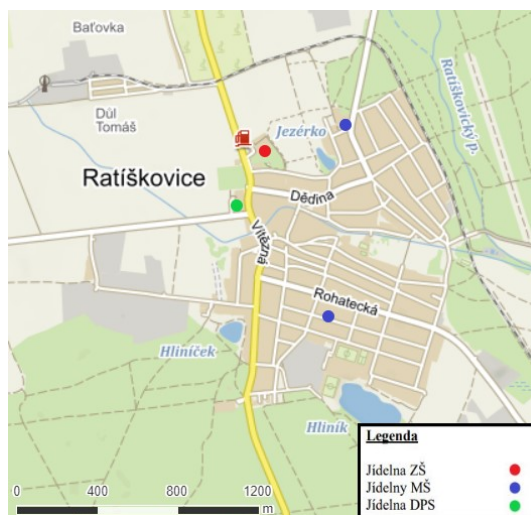 Baťovka
Důl
Tomáš
Jezérko
Ratíškovický p.
Ratíškovice
Dědina
Vítězná
Rohatecká
Hliníček
Hliník
Legenda
Jídelna ZŠ
Jídelny MŠ
Jídelna DPS
0 400 800 1200
m